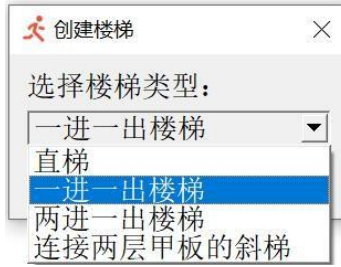 创建楼梯
选择楼梯类型：
一进一出楼梯
直梯
一进一出楼梯
两进一出楼梯
连接两层甲板的斜梯